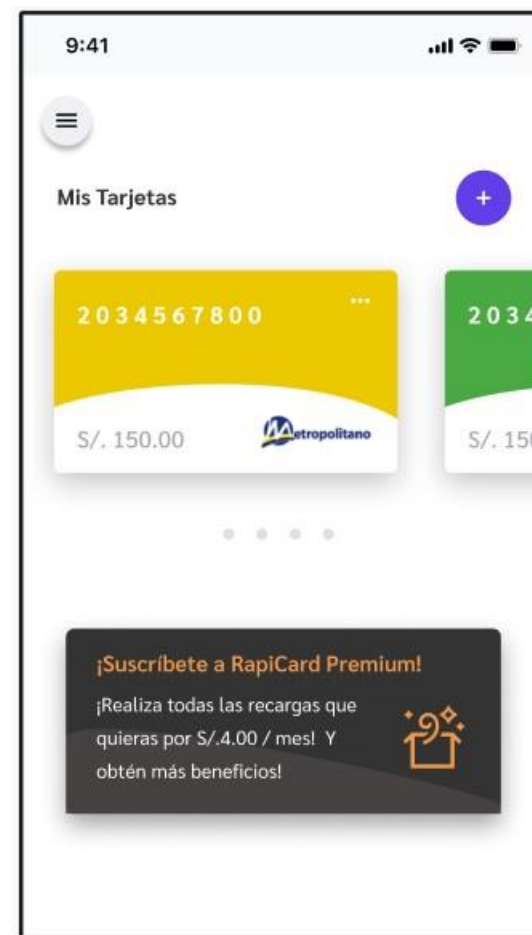 9:41
Mis Tarjetas
+
2034567800
...
2034
S/. 150.00
Metropolitano
S/. 150
¡Suscríbete a RapiCard Premium!
¡Realiza todas las recargas que
quieras por S/.4.00 / mes! Y
obtén más beneficios!